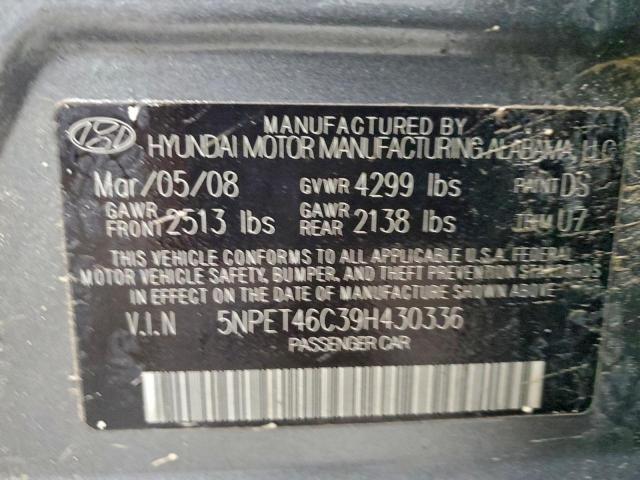 MANUFACTURED BY
HYUNDAI MOTOR MANUFACTURING ALABAMA, LLC
Mar/05/08 GVWR 4299 lbs PAINT DS
GAWR FRONT 2513 lbs GAWR REAR 2138 lbs TRIM U7
THIS VEHICLE CONFORMS TO ALL APPLICABLE U.S.A. FEDERAL
MOTOR VEHICLE SAFETY, BUMPER, AND THEFT PREVENTION STANDARDS
IN EFFECT ON THE DATE OF MANUFACTURE SHOWN ABOVE.
V.I.N 5NPET46C39H430336
PASSENGER CAR